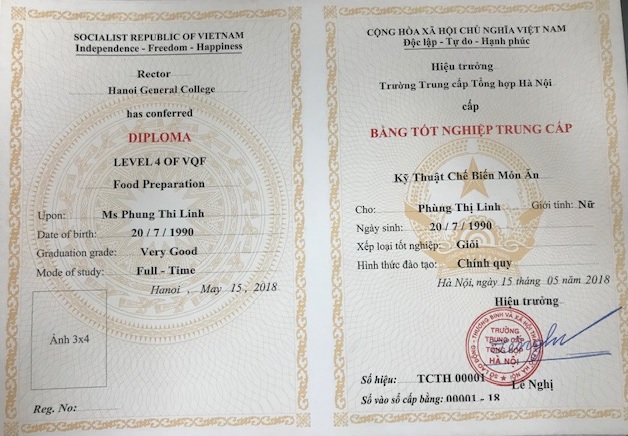 SOCIALIST REPUBLIC OF VIETNAM
Independence - Freedom - Happiness
Rector
Hanoi General College
has conferred
DIPLOMA
LEVEL 4 OF VQF
Food Preparation
Upon: Ms Phung Thi Linh
Date of birth: 20 / 7 / 1990
Graduation grade: Very Good
Mode of study: Full - Time
Hanoi , May 15 , 2018
Ảnh 3x4
Reg. No:
CỘNG HÒA XÃ HỘI CHỦ NGHĨA VIỆT NAM
Độc lập - Tự do - Hạnh phúc
Hiệu trưởng
Trường Trung cấp Tổng hợp Hà Nội
cấp
BẰNG TỐT NGHIỆP TRUNG CẤP
Kỹ Thuật Chế Biến Món Ăn
Cho: Phùng Thị Linh Giới tính: Nữ
Ngày sinh: 20 / 7 / 1990
Xếp loại tốt nghiệp: Giỏi
Hình thức đào tạo: Chính quy
Hà Nội, ngày 15 tháng 05 năm 2018
Hiệu trưởng
TRƯỜNG
TRUNG CẤP
TỔNG HỢP
HÀ NỘI
Số hiệu: TCTH 00001 Lê Nghị
Số vào sổ cấp bằng: 00001 - 18